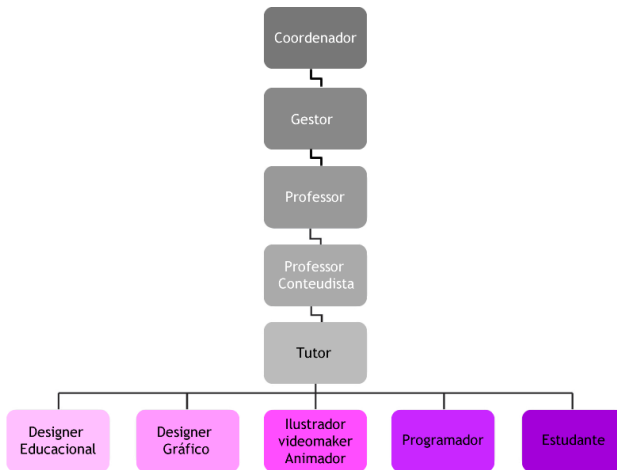 Coordenador
Gestor
Professor
Professor
Conteudista
Tutor
Designer
Educacional
Designer
Gráfico
Ilustrador
videomaker
Animador
Programador
Estudante